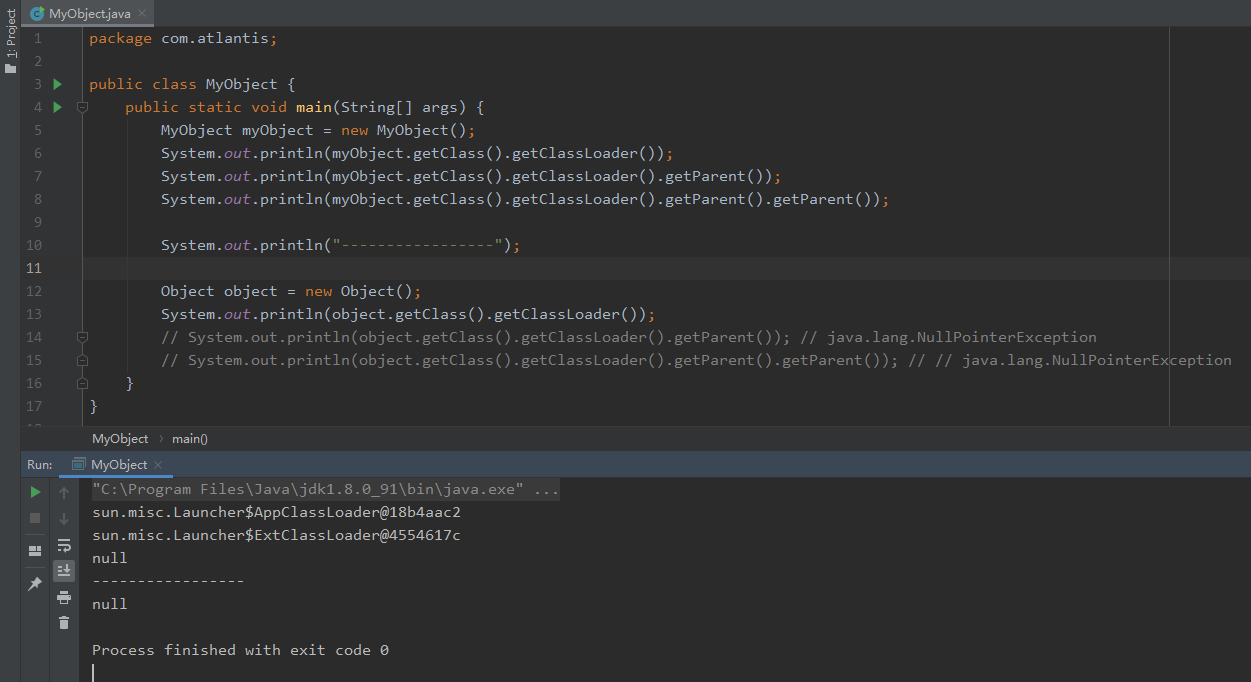 1: Project
MyObject.java
1 package com.atlantis;
2
3 public class MyObject {
4 public static void main(String[] args) {
5 MyObject myObject = new MyObject();
6 System.out.println(myObject.getClass().getClassLoader());
7 System.out.println(myObject.getClass().getClassLoader().getParent());
8 System.out.println(myObject.getClass().getClassLoader().getParent().getParent());
9
10 System.out.println("-----------------");
11
12 Object object = new Object();
13 System.out.println(object.getClass().getClassLoader());
14 // System.out.println(object.getClass().getClassLoader().getParent()); // java.lang.NullPointerException
15 // System.out.println(object.getClass().getClassLoader().getParent().getParent()); // // java.lang.NullPointerException
16 }
17 }
MyObject › main()
Run: MyObject
"C:\Program Files\Java\jdk1.8.0_91\bin\java.exe" ...
sun.misc.Launcher$AppClassLoader@18b4aac2
sun.misc.Launcher$ExtClassLoader@4554617c
null
-----------------
null
Process finished with exit code 0